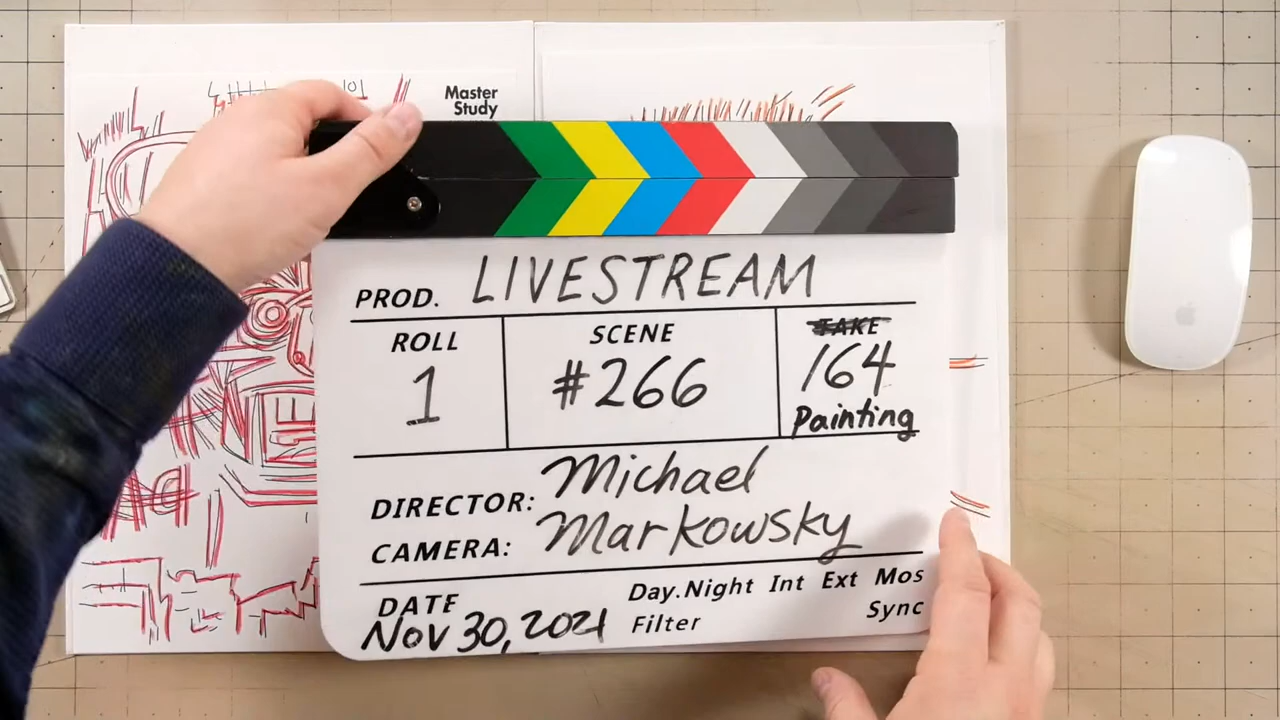 Master
Study
PROD. LIVESTREAM
ROLL SCENE TAKE
1 #266 164
Painting
DIRECTOR: Michael
CAMERA: Markowsky
DATE Day.Night Int Ext Mos
Nov 30, 2021 Filter Sync